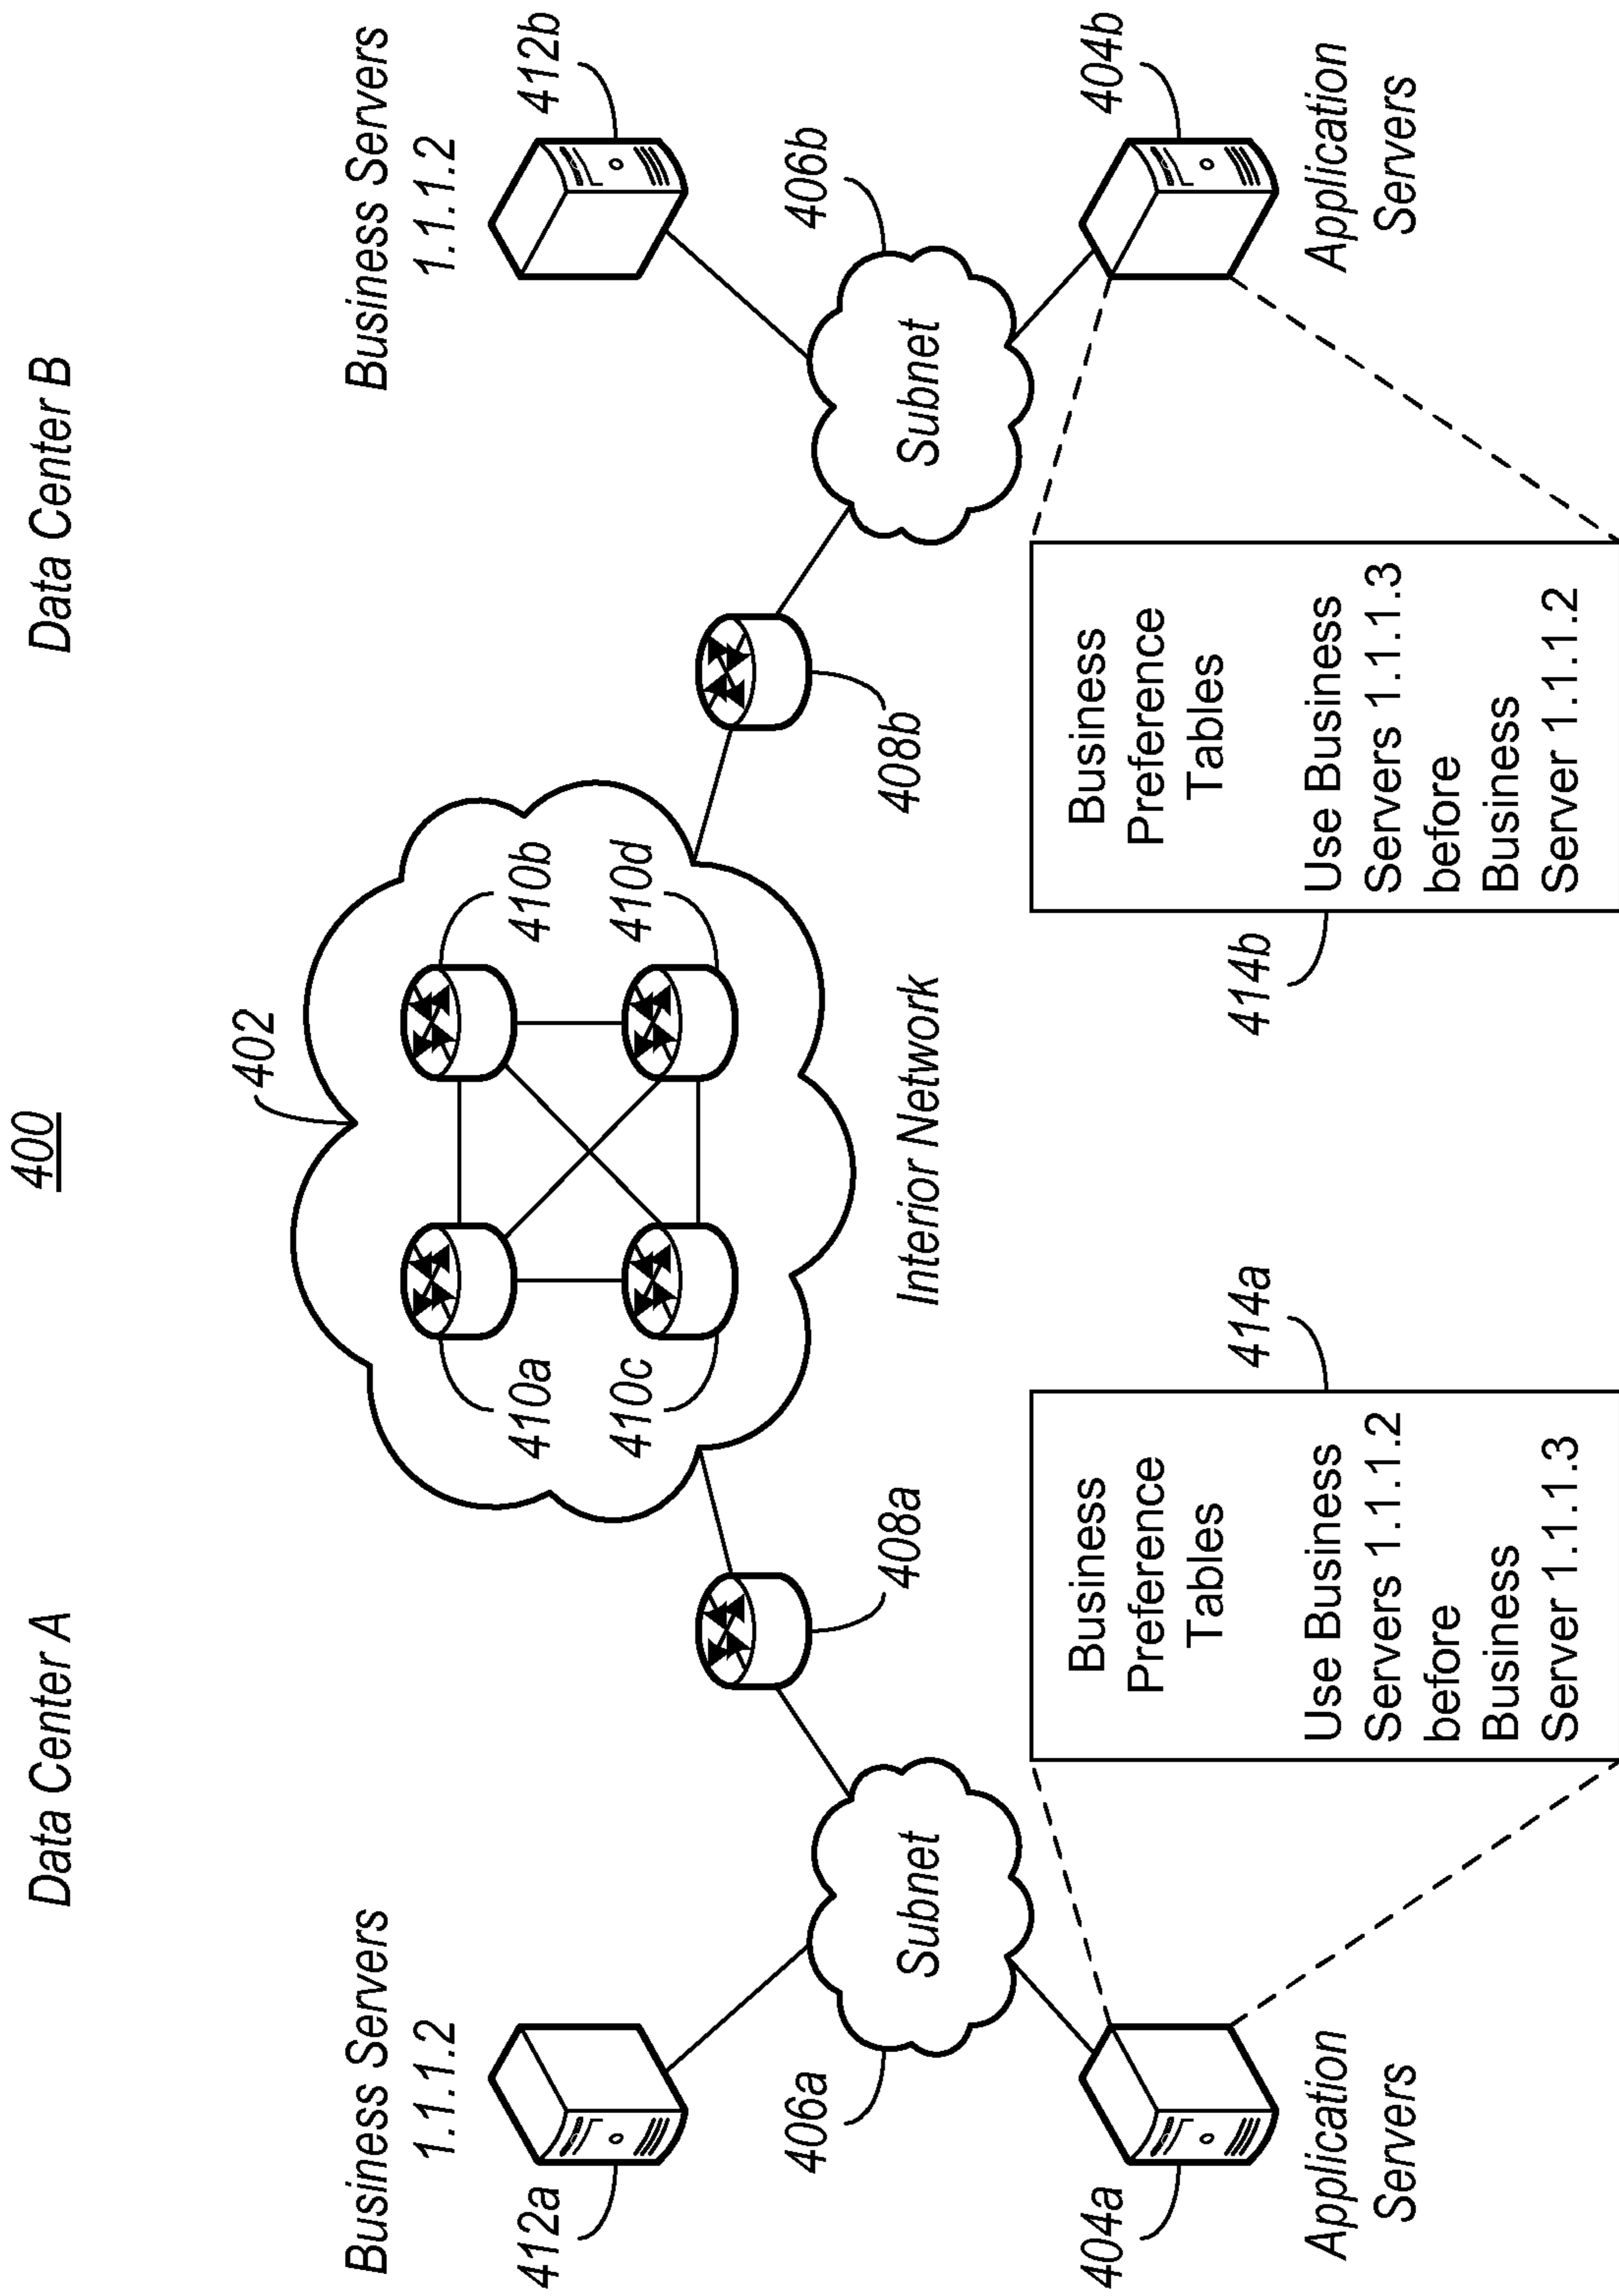 400
Data Center A
Data Center B
Business Servers
1.1.1.2
412a
402
Business Servers
1.1.1.2
412b
410a
410b
410c
410d
406a
Subnet
408a
Interior Network
408b
Subnet
406b
404a
Application
Servers
414a
Business
Preference
Tables
Use Business
Servers 1.1.1.2
before
Business
Server 1.1.1.3
414b
Business
Preference
Tables
Use Business
Servers 1.1.1.3
before
Business
Server 1.1.1.2
404b
Application
Servers